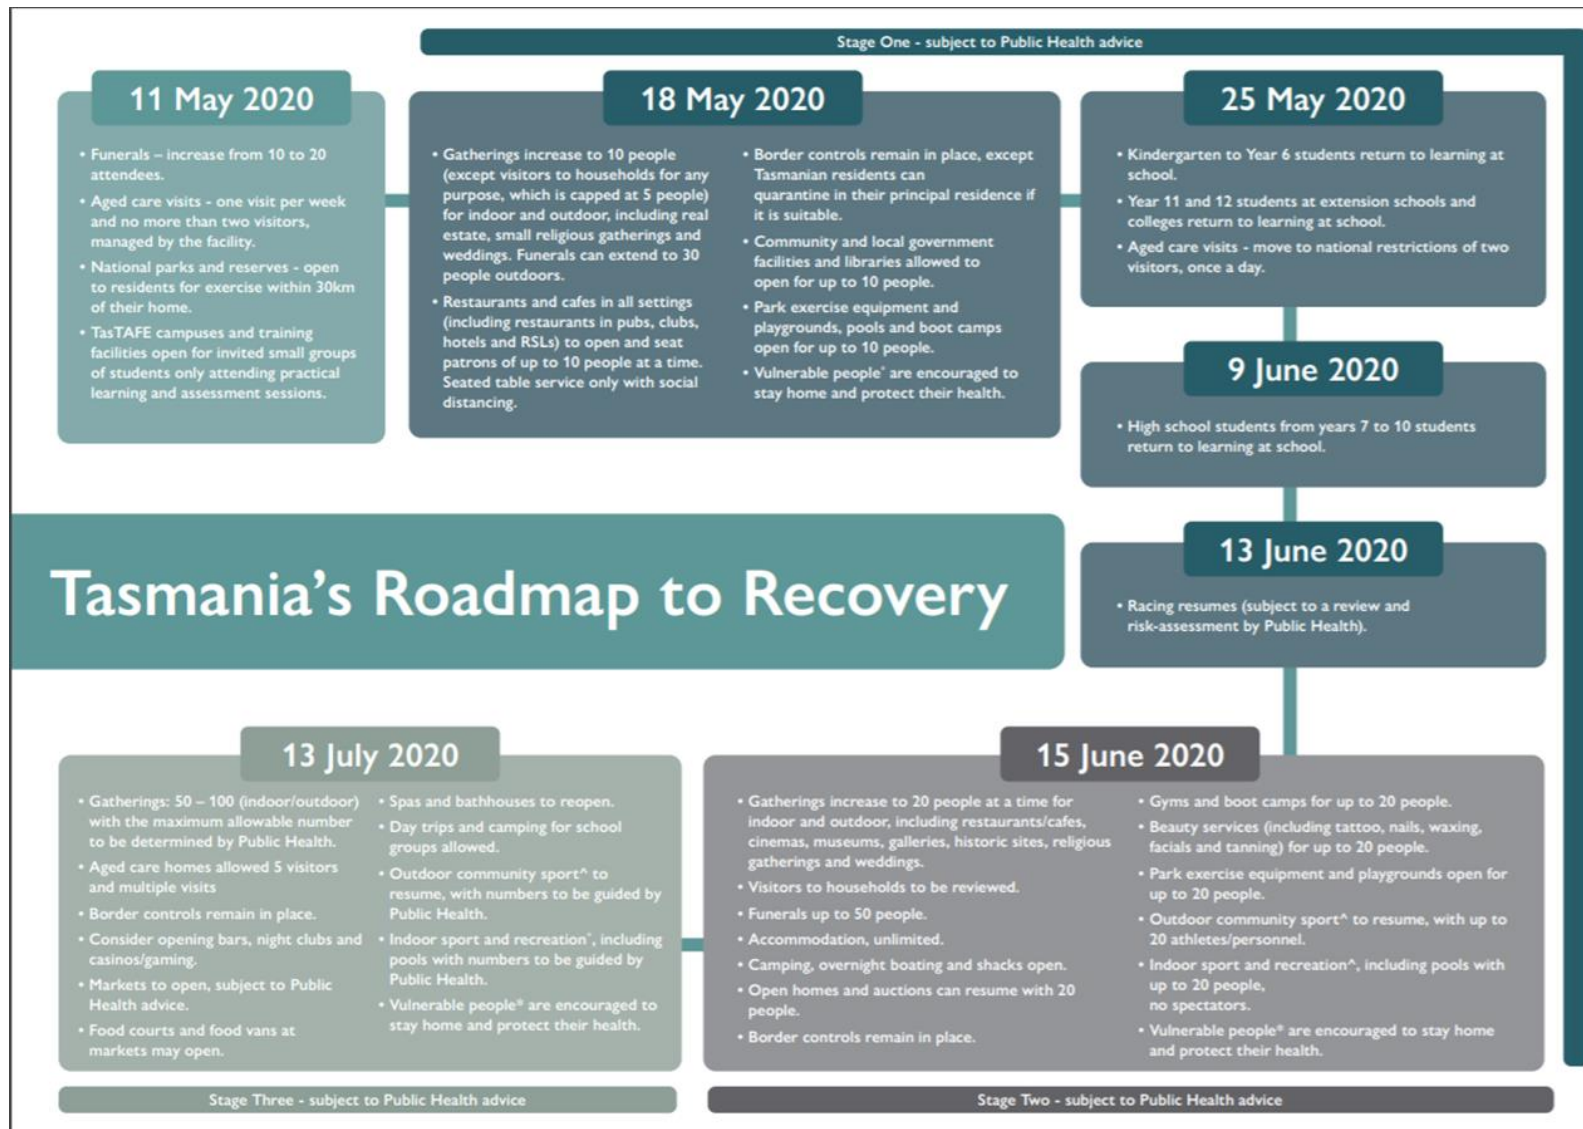 Stage One - subject to Public Health advice
11 May 2020
• Funerals – increase from 10 to 20
attendees.
• Aged care visits - one visit per week
and no more than two visitors,
managed by the facility.
• National parks and reserves - open
to residents for exercise within 30km
of their home.
• TasTAFE campuses and training
facilities open for invited small groups
of students only attending practical
learning and assessment sessions.
18 May 2020
• Gatherings increase to 10 people
(except visitors to households for any
purpose, which is capped at 5 people)
for indoor and outdoor, including real
estate, small religious gatherings and
weddings. Funerals can extend to 30
people outdoors.
• Restaurants and cafes in all settings
(including restaurants in pubs, clubs,
hotels and RSLs) to open and seat
patrons of up to 10 people at a time.
Seated table service only with social
distancing.
• Border controls remain in place, except
Tasmanian residents can
quarantine in their principal residence if
it is suitable.
• Community and local government
facilities and libraries allowed to
open for up to 10 people.
• Park exercise equipment and
playgrounds, pools and boot camps
open for up to 10 people.
• Vulnerable people* are encouraged to
stay home and protect their health.
25 May 2020
• Kindergarten to Year 6 students return to learning at
school.
• Year 11 and 12 students at extension schools and
colleges return to learning at school.
• Aged care visits - move to national restrictions of two
visitors, once a day.
9 June 2020
• High school students from years 7 to 10 students
return to learning at school.
13 June 2020
• Racing resumes (subject to a review and
risk-assessment by Public Health).
Tasmania's Roadmap to Recovery
15 June 2020
• Gatherings increase to 20 people at a time for
indoor and outdoor, including restaurants/cafes,
cinemas, museums, galleries, historic sites, religious
gatherings and weddings.
• Visitors to households to be reviewed.
• Funerals up to 50 people.
• Accommodation, unlimited.
• Camping, overnight boating and shacks open.
• Open homes and auctions can resume with 20
people.
• Border controls remain in place.
• Gyms and boot camps for up to 20 people.
• Beauty services (including tattoo, nails, waxing,
facials and tanning) for up to 20 people.
• Park exercise equipment and playgrounds open for
up to 20 people.
• Outdoor community sport^ to resume, with up to
20 athletes/personnel.
• Indoor sport and recreation^, including pools with
up to 20 people,
no spectators.
• Vulnerable people* are encouraged to stay home
and protect their health.
Stage Two - subject to Public Health advice
13 July 2020
• Gatherings: 50 – 100 (indoor/outdoor)
with the maximum allowable number
to be determined by Public Health.
• Aged care homes allowed 5 visitors
and multiple visits
• Border controls remain in place.
• Consider opening bars, night clubs and
casinos/gaming.
• Markets to open, subject to Public
Health advice.
• Food courts and food vans at
markets may open.
• Spas and bathhouses to reopen.
• Day trips and camping for school
groups allowed.
• Outdoor community sport^ to
resume, with numbers to be guided by
Public Health.
• Indoor sport and recreation^, including
pools with numbers to be guided by
Public Health.
• Vulnerable people* are encouraged to
stay home and protect their health.
Stage Three - subject to Public Health advice